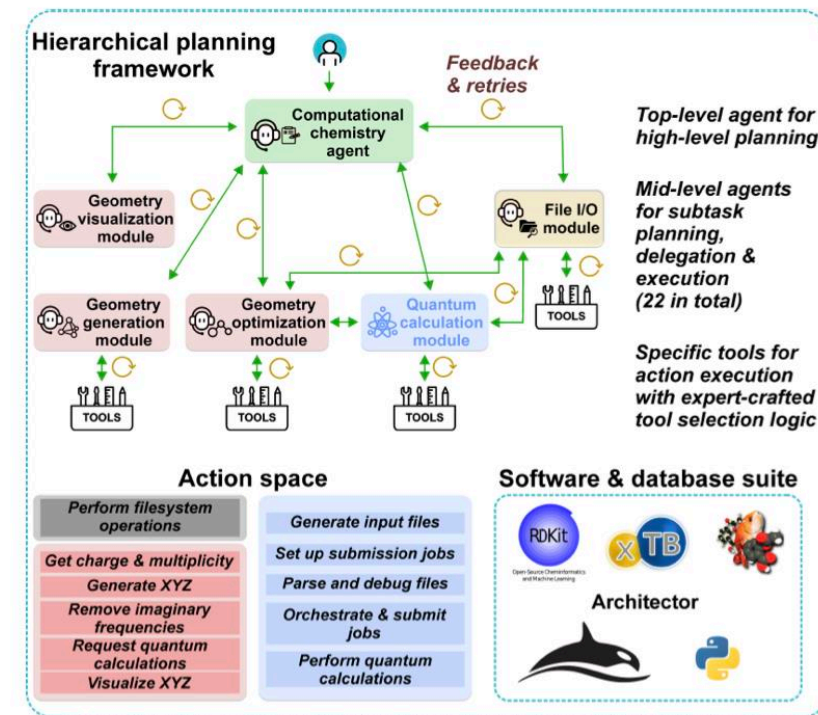 Hierarchical planning
framework
Feedback
& retries
Computational
chemistry
agent
Top-level agent for
high-level planning
Geometry
visualization
module
File I/O
module
Mid-level agents
for subtask
planning,
delegation &
execution
(22 in total)
TOOLS
Geometry
generation
module
Geometry
optimization
module
Quantum
calculation
module
Specific tools for
action execution
with expert-crafted
tool selection logic
TOOLS
TOOLS
TOOLS
Action space
Perform filesystem
operations
Get charge & multiplicity
Generate XYZ
Remove imaginary
frequencies
Request quantum
calculations
Visualize XYZ
Generate input files
Set up submission jobs
Parse and debug files
Orchestrate & submit
jobs
Perform quantum
calculations
Software & database suite
RDKit
Open-Source Cheminformatics
and Machine Learning
xTB
Architector